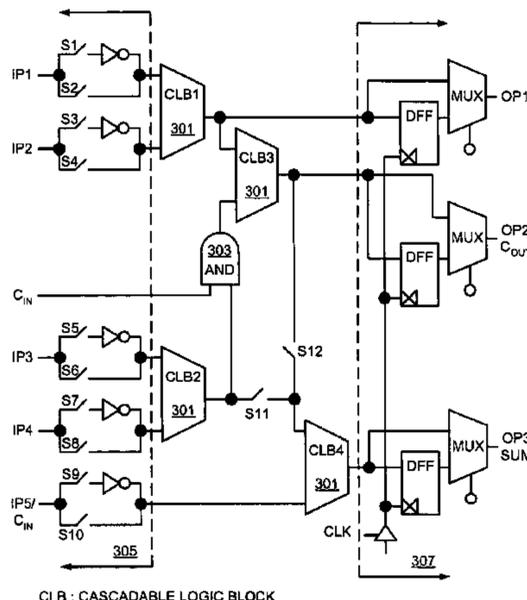 S1
IP1
S2
CLB1
301
S3
IP2
S4
CLB3
301
303
AND
CIN
S5
IP3
S6
CLB2
301
S7
IP4
S8
S11
S12
S9
IP5/
CIN
S10
CLB4
301
305
MUX
OP1
DFF
MUX
OP2
COUT
DFF
MUX
OP3
SUM
DFF
CLK
307
CLB : CASCADABLE LOGIC BLOCK